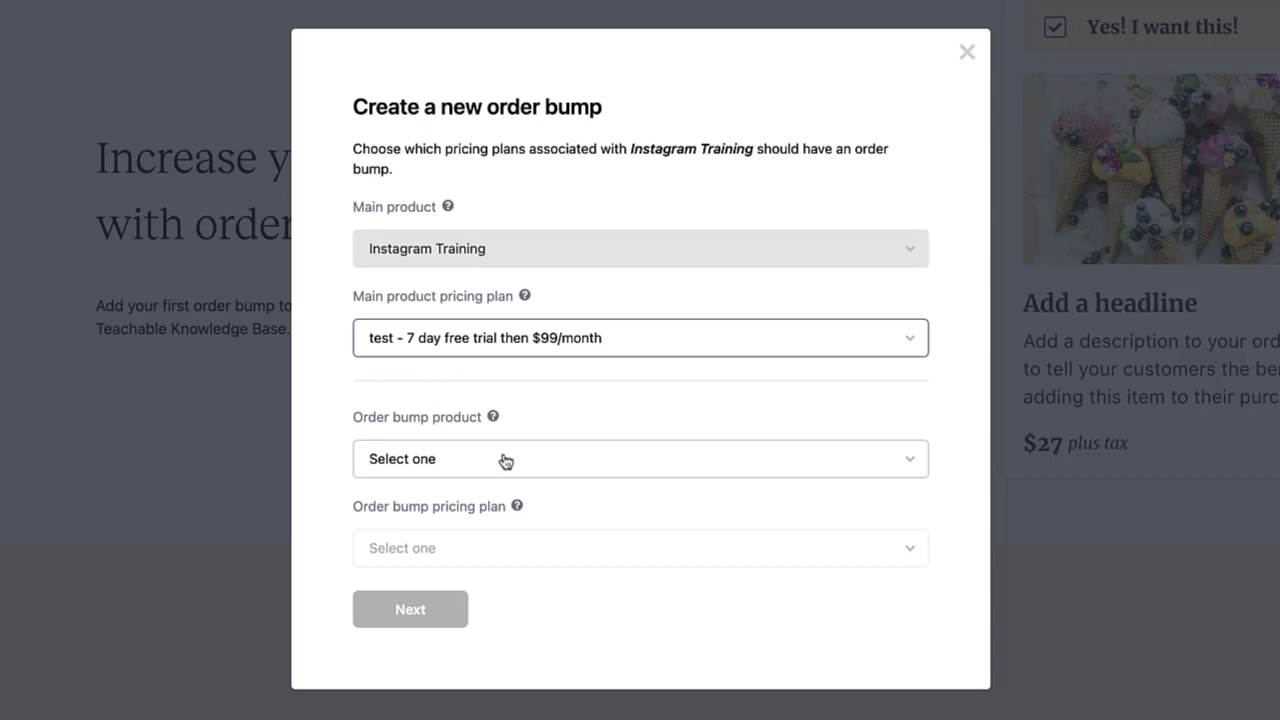 Yes! I want this!
Create a new order bump
Choose which pricing plans associated with Instagram Training should have an order
bump.
Main product
Instagram Training
Main product pricing plan
test - 7 day free trial then $99/month
Order bump product
Select one
Order bump pricing plan
Select one
Next
Increase
with order
Add your first order bump to
Teachable Knowledge Base.
Add a headline
Add a description to your
to tell your customers the
adding this item to their
$27 plus tax